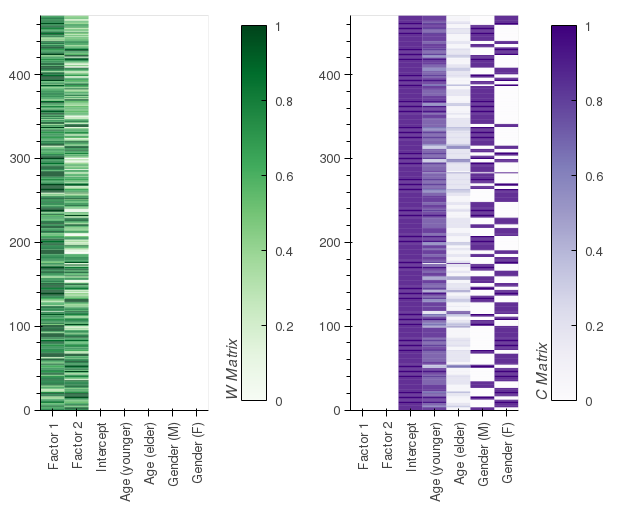 400
300
200
100
0
Factor 1
Factor 2
Intercept
Age (younger)
Age (elder)
Gender (M)
Gender (F)
1
0.8
0.6
0.4
0.2
0
W Matrix
400
300
200
100
0
Factor 1
Factor 2
Intercept
Age (younger)
Age (elder)
Gender (M)
Gender (F)
1
0.8
0.6
0.4
0.2
0
C Matrix